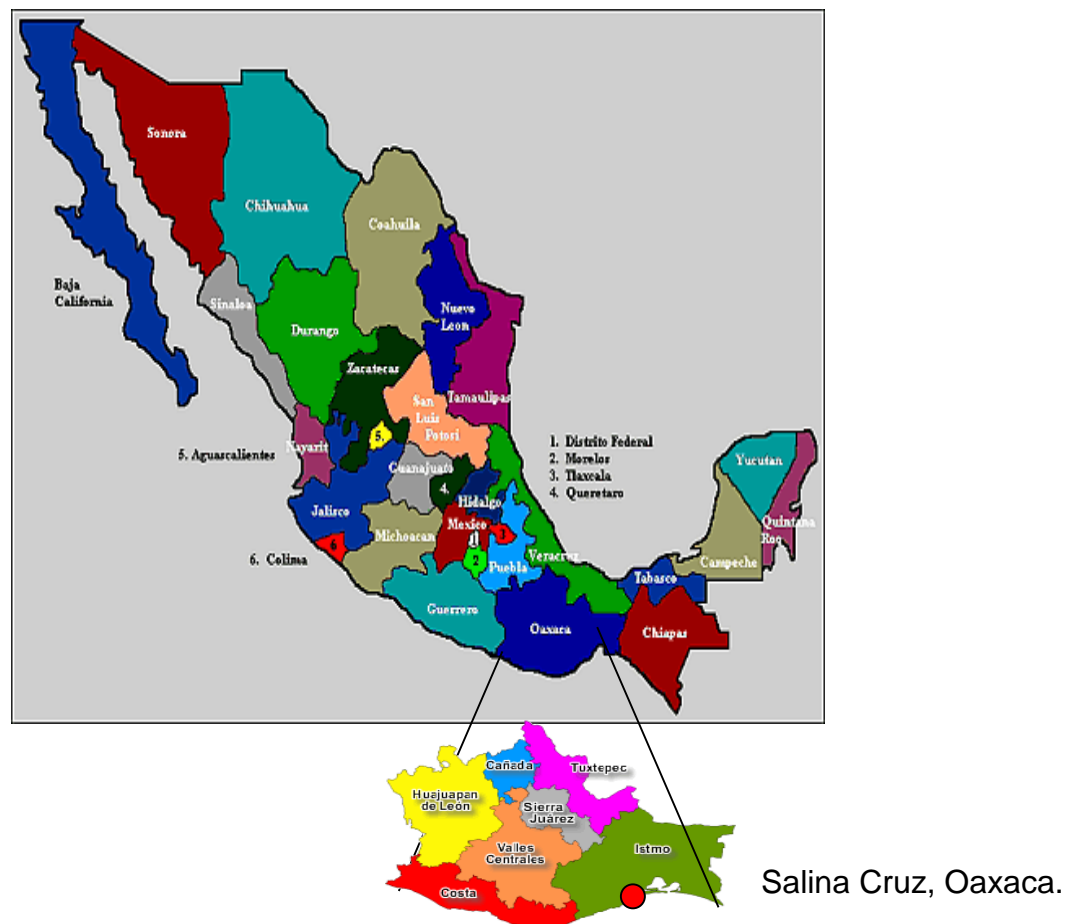 Sonora
Chihuahua
Coahuila
Baja
California
Sinaloa
Nuevo
Leon
Durango
Zacatecas
San
Luis
Potosi
Tamaulipas
Nayarit
5.
5. Aguascalientes
Guanajuato
4.
1. Distrito Federal
2. Morelos
3. Tlaxcala
4. Queretaro
Yucutan
Hidalgo
Jalisco
Mexico
1
3
Quintana
Roo
Michoacan
6
6. Colima
2
Puebla
Veracruz
Campeche
Tabasco
Guerrero
Oaxaca
Chiapas
Cañada
Tuxtepec
Huajuapan
de León
Sierra
Juárez
Valles
Centrales
Istmo
Costa
Salina Cruz, Oaxaca.